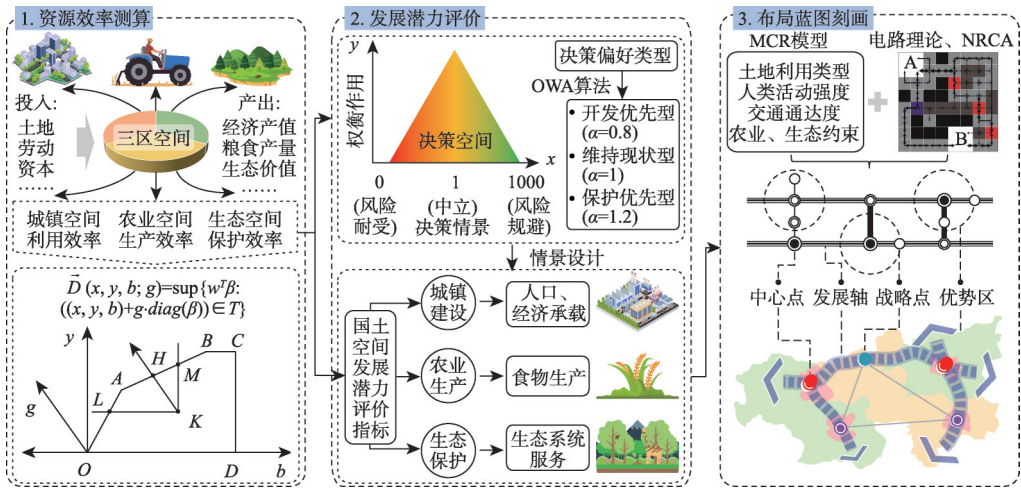 1. 资源效率测算
投入:
土地
劳动
资本
……
三区空间
产出:
经济产值
粮食产量
生态价值
……
城镇空间
利用效率
农业空间
生产效率
生态空间
保护效率
D⃗ (x, y, b; g)=sup{wᵀβ:
((x, y, b)+g·diag(β))∈T}
y
B
C
H
M
A
L
K
g
O
D
b
2. 发展潜力评价
y
权衡作用
决策空间
x
0
(风险
耐受)
1
(中立)
决策情景
1000
(风险
规避)
决策偏好类型
OWA算法
• 开发优先型
(α=0.8)
• 维持现状型
(α=1)
• 保护优先型
(α=1.2)
情景设计
国土空间发展潜力评价指标
城镇
建设
人口、
经济承载
农业
生产
食物生产
生态
保护
生态系统
服务
3. 布局蓝图刻画
MCR模型
土地利用类型
人类活动强度
交通通达度
农业、生态约束
电路理论、NRCA
A
B
中心点
发展轴
战略点
优势区